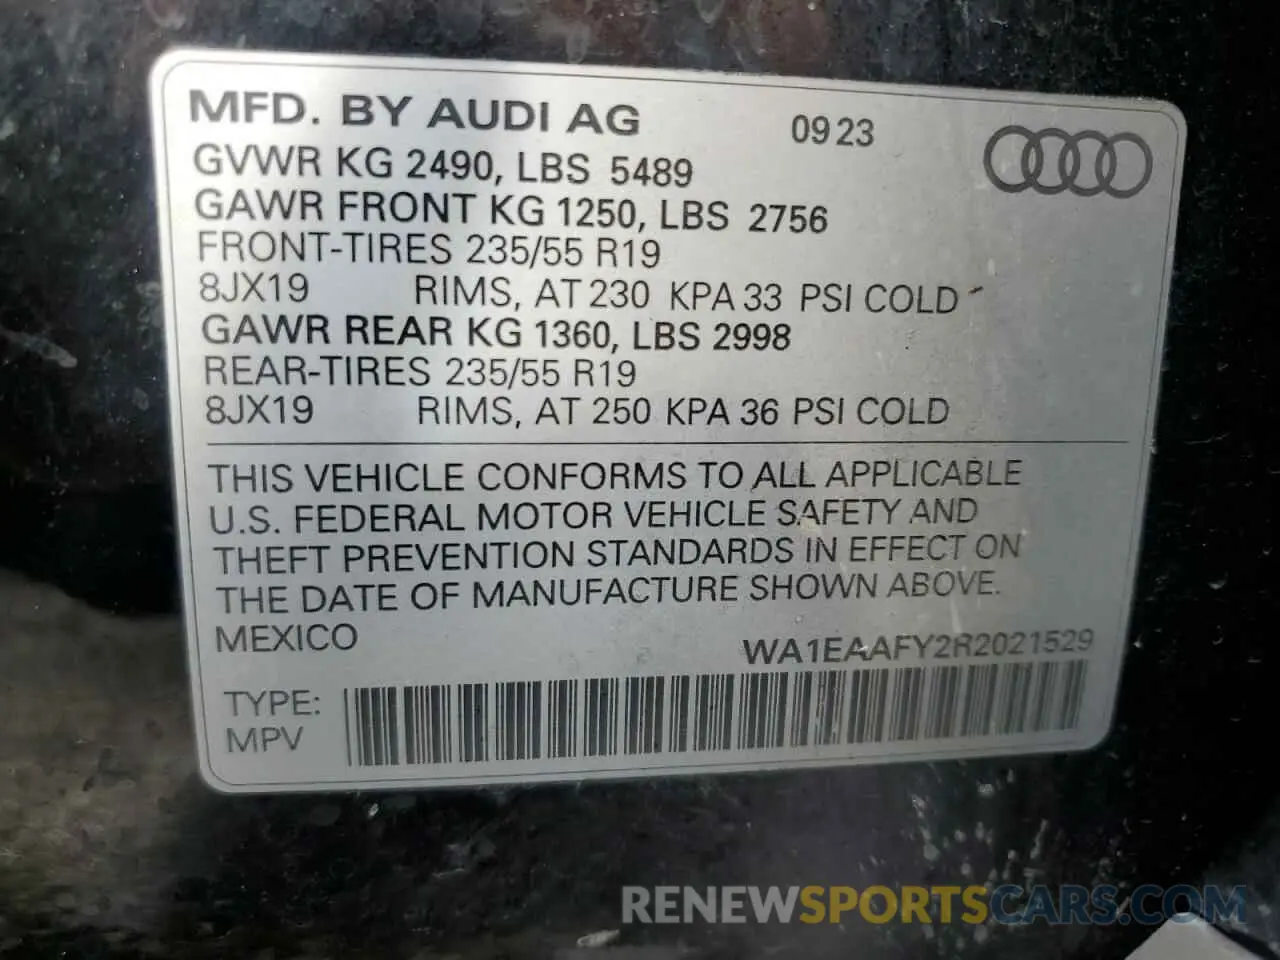 MFD. BY AUDI AG 09 23
GVWR KG 2490, LBS 5489
GAWR FRONT KG 1250, LBS 2756
FRONT-TIRES 235/55 R19
8JX19 RIMS, AT 230 KPA 33 PSI COLD
GAWR REAR KG 1360, LBS 2998
REAR-TIRES 235/55 R19
8JX19 RIMS, AT 250 KPA 36 PSI COLD
THIS VEHICLE CONFORMS TO ALL APPLICABLE
U.S. FEDERAL MOTOR VEHICLE SAFETY AND
THEFT PREVENTION STANDARDS IN EFFECT ON
THE DATE OF MANUFACTURE SHOWN ABOVE.
MEXICO WA1EAAFY2R2021529
TYPE:
MPV
RENEWSPORTSCARS.COM